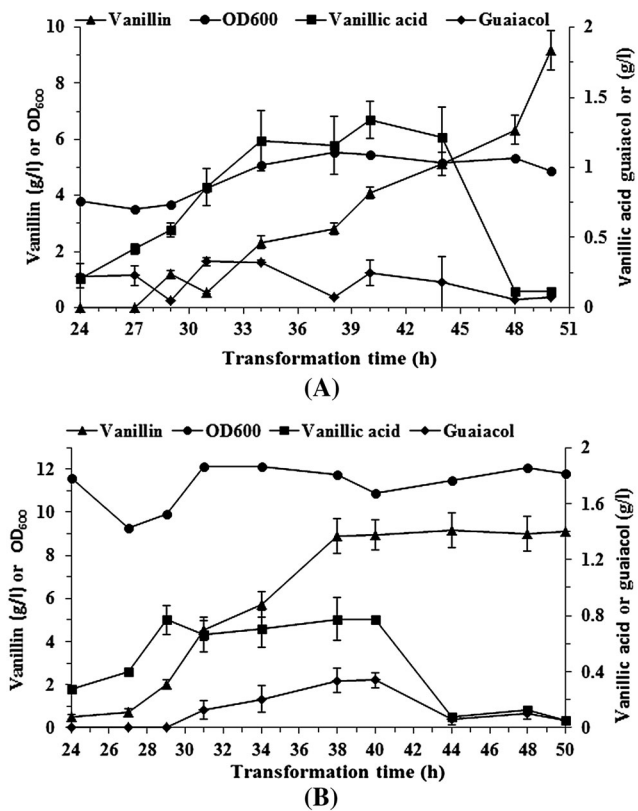 Vanillin OD600 Vanillic acid Guaiacol
10 2
8 1.5
6
1
4
0.5
2
0 0
Vanillin (g/l) or OD₆₀₀
Vanillic acid guaiacol or (g/l)
24 27 30 33 36 39 42 45 48 51
Transformation time (h)
(A)
Vanillin OD600 Vanillic acid Guaiacol
2
12
1.6
10
8 1.2
6
0.8
4
0.4
2
0 0
Vanillin (g/l) or OD₆₀₀
Vanillic acid or guaiacol (g/l)
24 26 28 30 32 34 36 38 40 42 44 46 48 50
Transformation time (h)
(B)